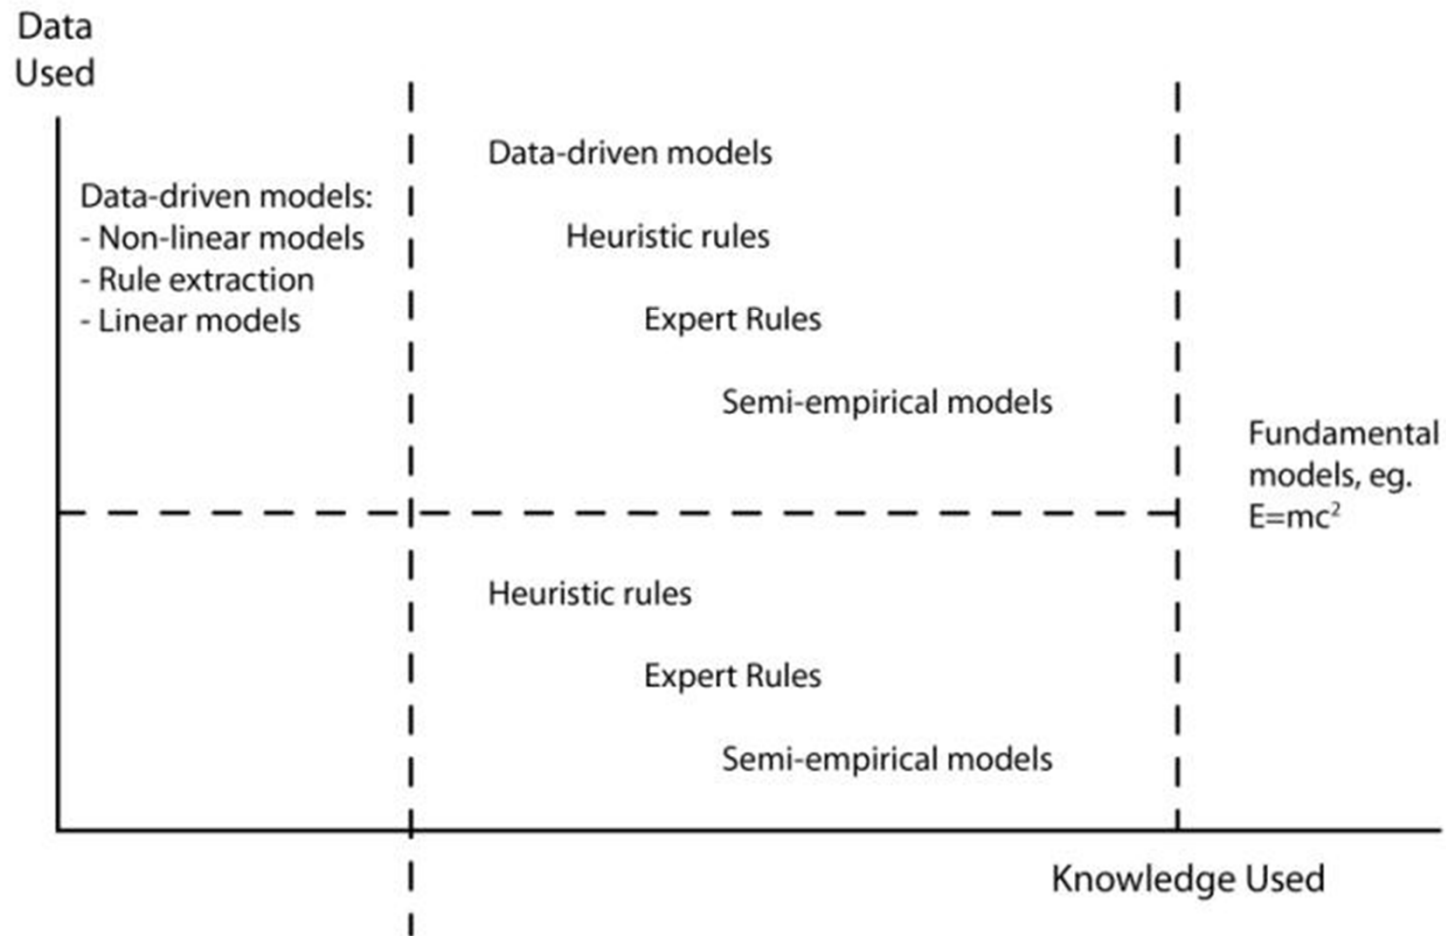 Data
Used
Data-driven models:
- Non-linear models
- Rule extraction
- Linear models
Data-driven models
Heuristic rules
Expert Rules
Semi-empirical models
Fundamental
models, eg.
E=mc²
Heuristic rules
Expert Rules
Semi-empirical models
Knowledge Used